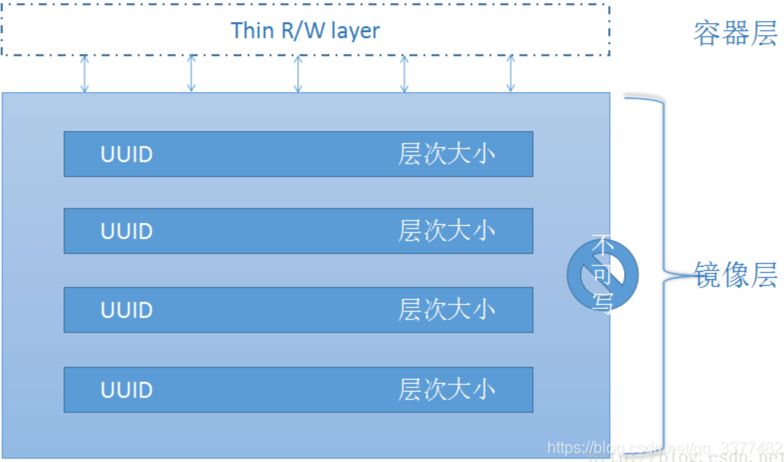 Thin R/W layer
容器层
UUID 层次大小
UUID 层次大小
不可写
镜像层
UUID 层次大小
UUID 层次大小
https://blog.csdn.net/qq_3377482